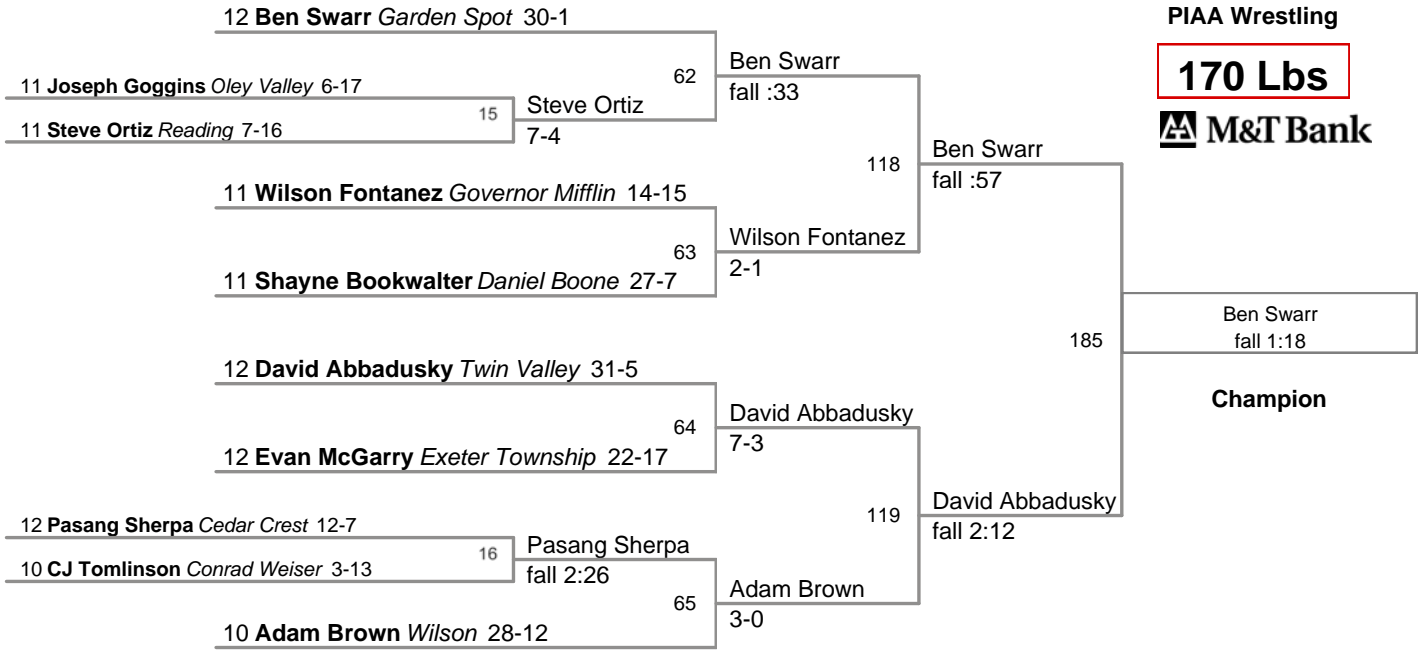 12 Ben Swarr Garden Spot 30-1
PIAA Wrestling
170 Lbs
M&T Bank
62
Ben Swarr
fall :33
11 Joseph Goggins Oley Valley 6-17
15
Steve Ortiz
7-4
11 Steve Ortiz Reading 7-16
118
Ben Swarr
fall :57
11 Wilson Fontanez Governor Mifflin 14-15
63
Wilson Fontanez
2-1
11 Shayne Bookwalter Daniel Boone 27-7
185
Ben Swarr
fall 1:18
Champion
12 David Abbadusky Twin Valley 31-5
64
David Abbadusky
7-3
12 Evan McGarry Exeter Township 22-17
119
David Abbadusky
fall 2:12
12 Pasang Sherpa Cedar Crest 12-7
16
Pasang Sherpa
fall 2:26
10 CJ Tomlinson Conrad Weiser 3-13
65
Adam Brown
3-0
10 Adam Brown Wilson 28-12